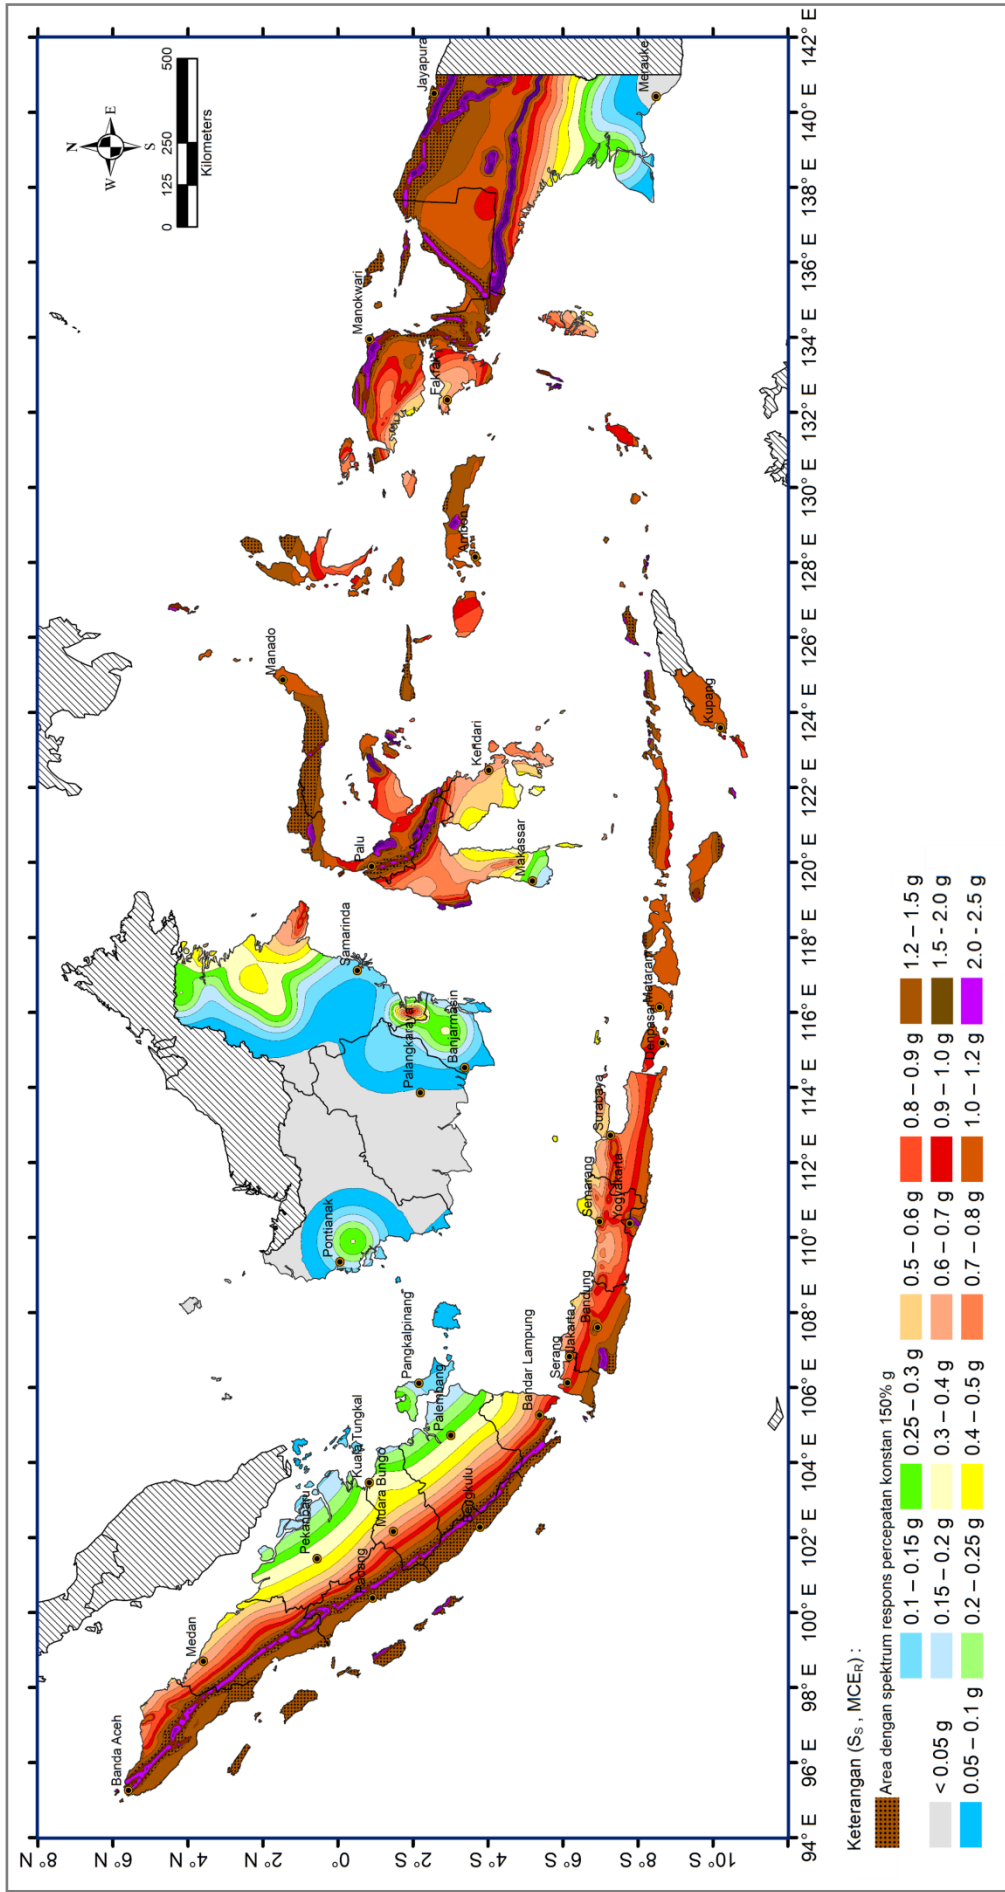 8° N
6° N
4° N
2° N
0°
2° S
4° S
6° S
8° S
10° S
94° E
96° E
98° E
100° E
102° E
104° E
106° E
108° E
110° E
112° E
114° E
116° E
118° E
120° E
122° E
124° E
126° E
128° E
130° E
132° E
134° E
136° E
138° E
140° E
142° E
N
W
E
S
0
125
250
500
Kilometers
Banda Aceh
Medan
Pekanbaru
Padang
Kuala Tungkal
Muara Bungo
Bengkulu
Pangkalpinang
Palembang
Bandar Lampung
Serang
Jakarta
Bandung
Semarang
Yogyakarta
Surabaya
Pontianak
Palangkaraya
Banjarmasin
Samarinda
Denpasar
Mataram
Kupang
Makassar
Kendari
Palu
Manado
Ambon
Fakfak
Manokwari
Jayapura
Merauke
Keterangan (SS , MCER) :
Area dengan spektrum respons percepatan konstan 150% g
< 0.05 g
0.05 – 0.1 g
0.1 – 0.15 g
0.15 – 0.2 g
0.2 – 0.25 g
0.25 – 0.3 g
0.3 – 0.4 g
0.4 – 0.5 g
0.5 – 0.6 g
0.6 – 0.7 g
0.7 – 0.8 g
0.8 – 0.9 g
0.9 – 1.0 g
1.0 – 1.2 g
1.2 – 1.5 g
1.5 - 2.0 g
2.0 - 2.5 g